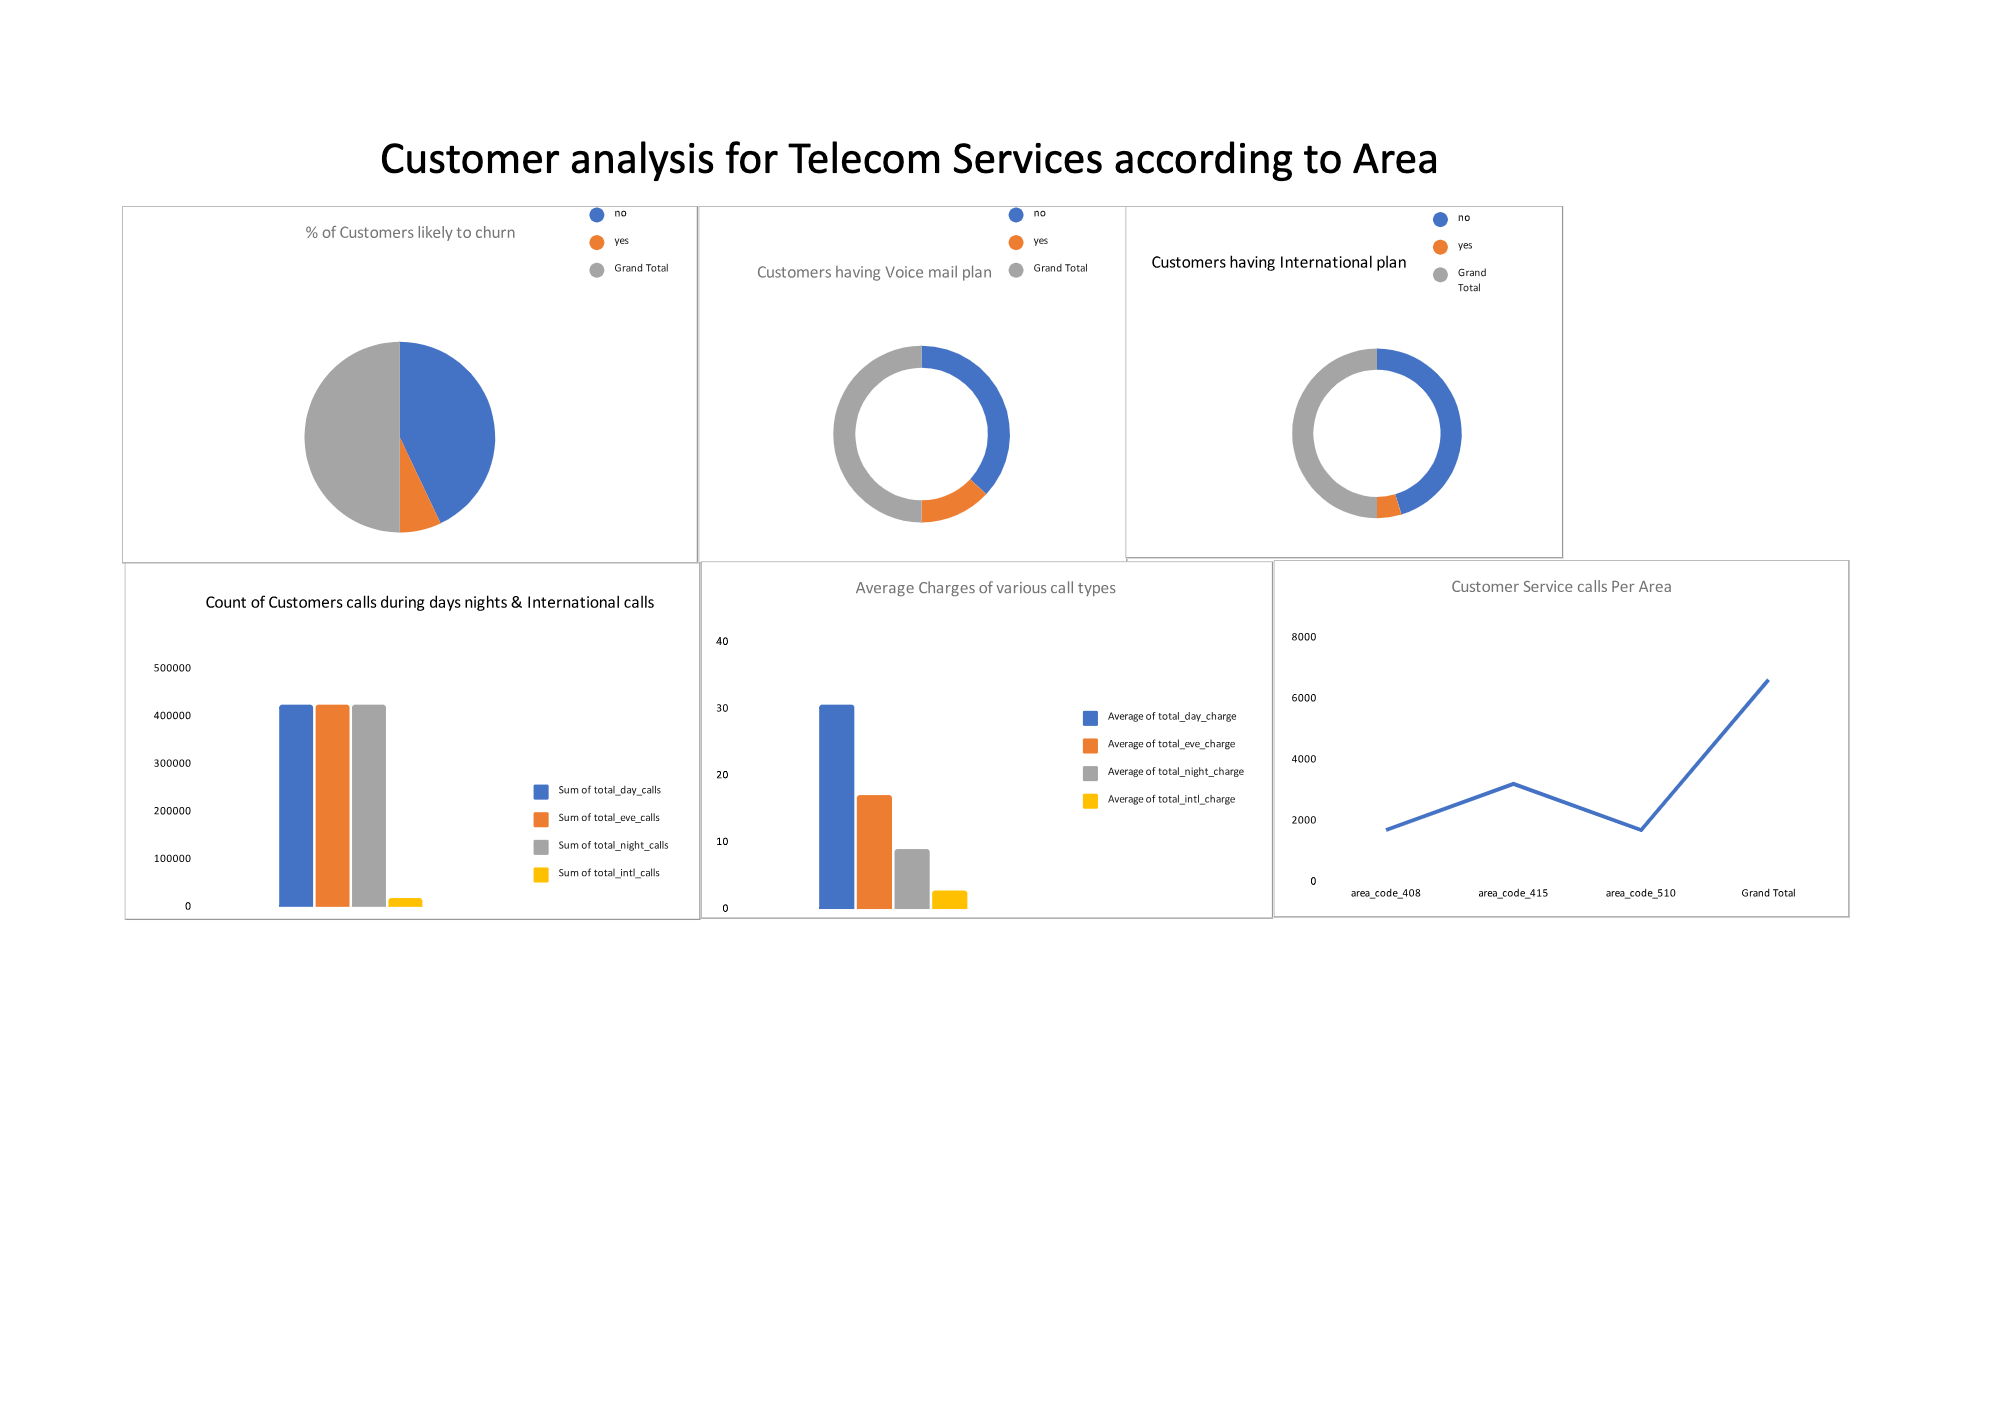 Customer analysis for Telecom Services according to Area
% of Customers likely to churn
no
yes
Grand Total
Customers having Voice mail plan
no
yes
Grand Total
Customers having International plan
no
yes
Grand
Total
Count of Customers calls during days nights & International calls
500000
400000
300000
200000
100000
0
Sum of total_day_calls
Sum of total_eve_calls
Sum of total_night_calls
Sum of total_intl_calls
Average Charges of various call types
40
30
20
10
0
Average of total_day_charge
Average of total_eve_charge
Average of total_night_charge
Average of total_intl_charge
Customer Service calls Per Area
8000
6000
4000
2000
0
area_code_408
area_code_415
area_code_510
Grand Total